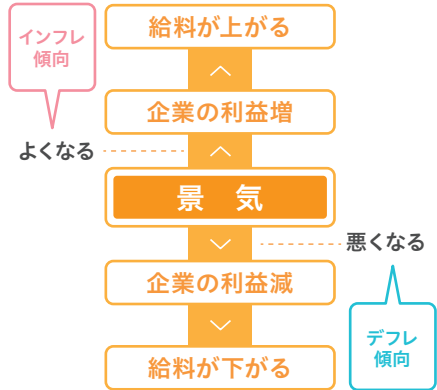 インフレ
傾向
給料が上がる
企業の利益増
よくなる
景 気
悪くなる
企業の利益減
デフレ
傾向
給料が下がる